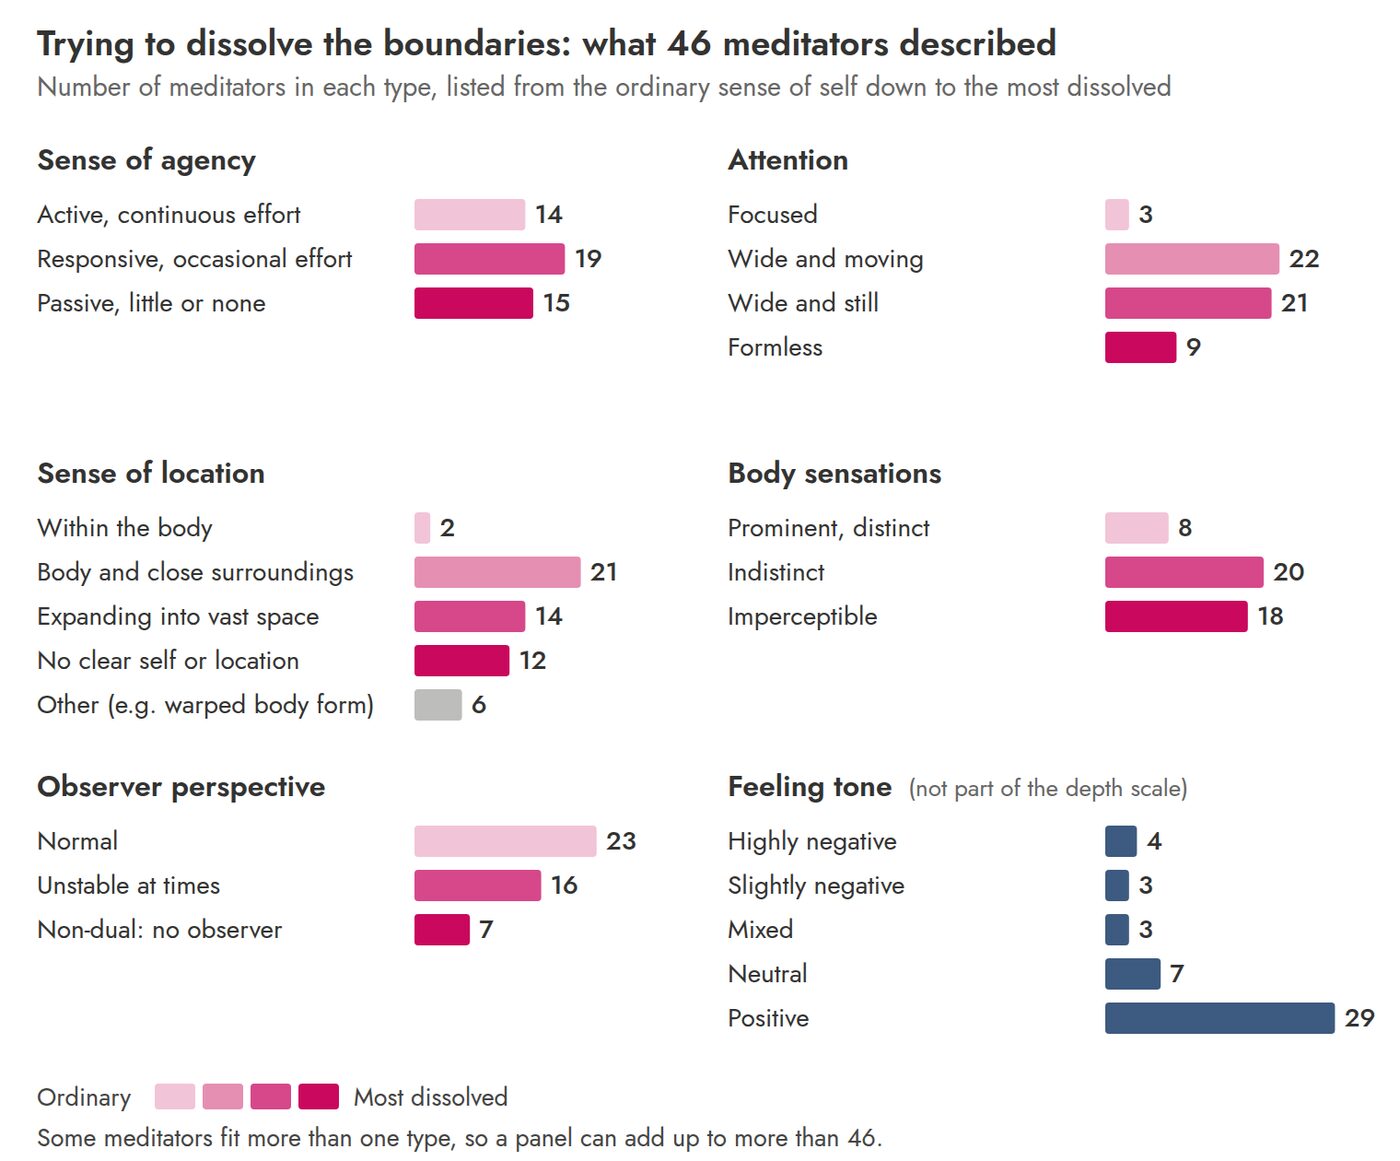 Trying to dissolve the boundaries: what 46 meditators described
Number of meditators in each type, listed from the ordinary sense of self down to the most dissolved
Sense of agency
Active, continuous effort 14
Responsive, occasional effort 19
Passive, little or none 15
Attention
Focused 3
Wide and moving 22
Wide and still 21
Formless 9
Sense of location
Within the body 2
Body and close surroundings 21
Expanding into vast space 14
No clear self or location 12
Other (e.g. warped body form) 6
Body sensations
Prominent, distinct 8
Indistinct 20
Imperceptible 18
Observer perspective
Normal 23
Unstable at times 16
Non-dual: no observer 7
Feeling tone (not part of the depth scale)
Highly negative 4
Slightly negative 3
Mixed 3
Neutral 7
Positive 29
Ordinary Most dissolved
Some meditators fit more than one type, so a panel can add up to more than 46.